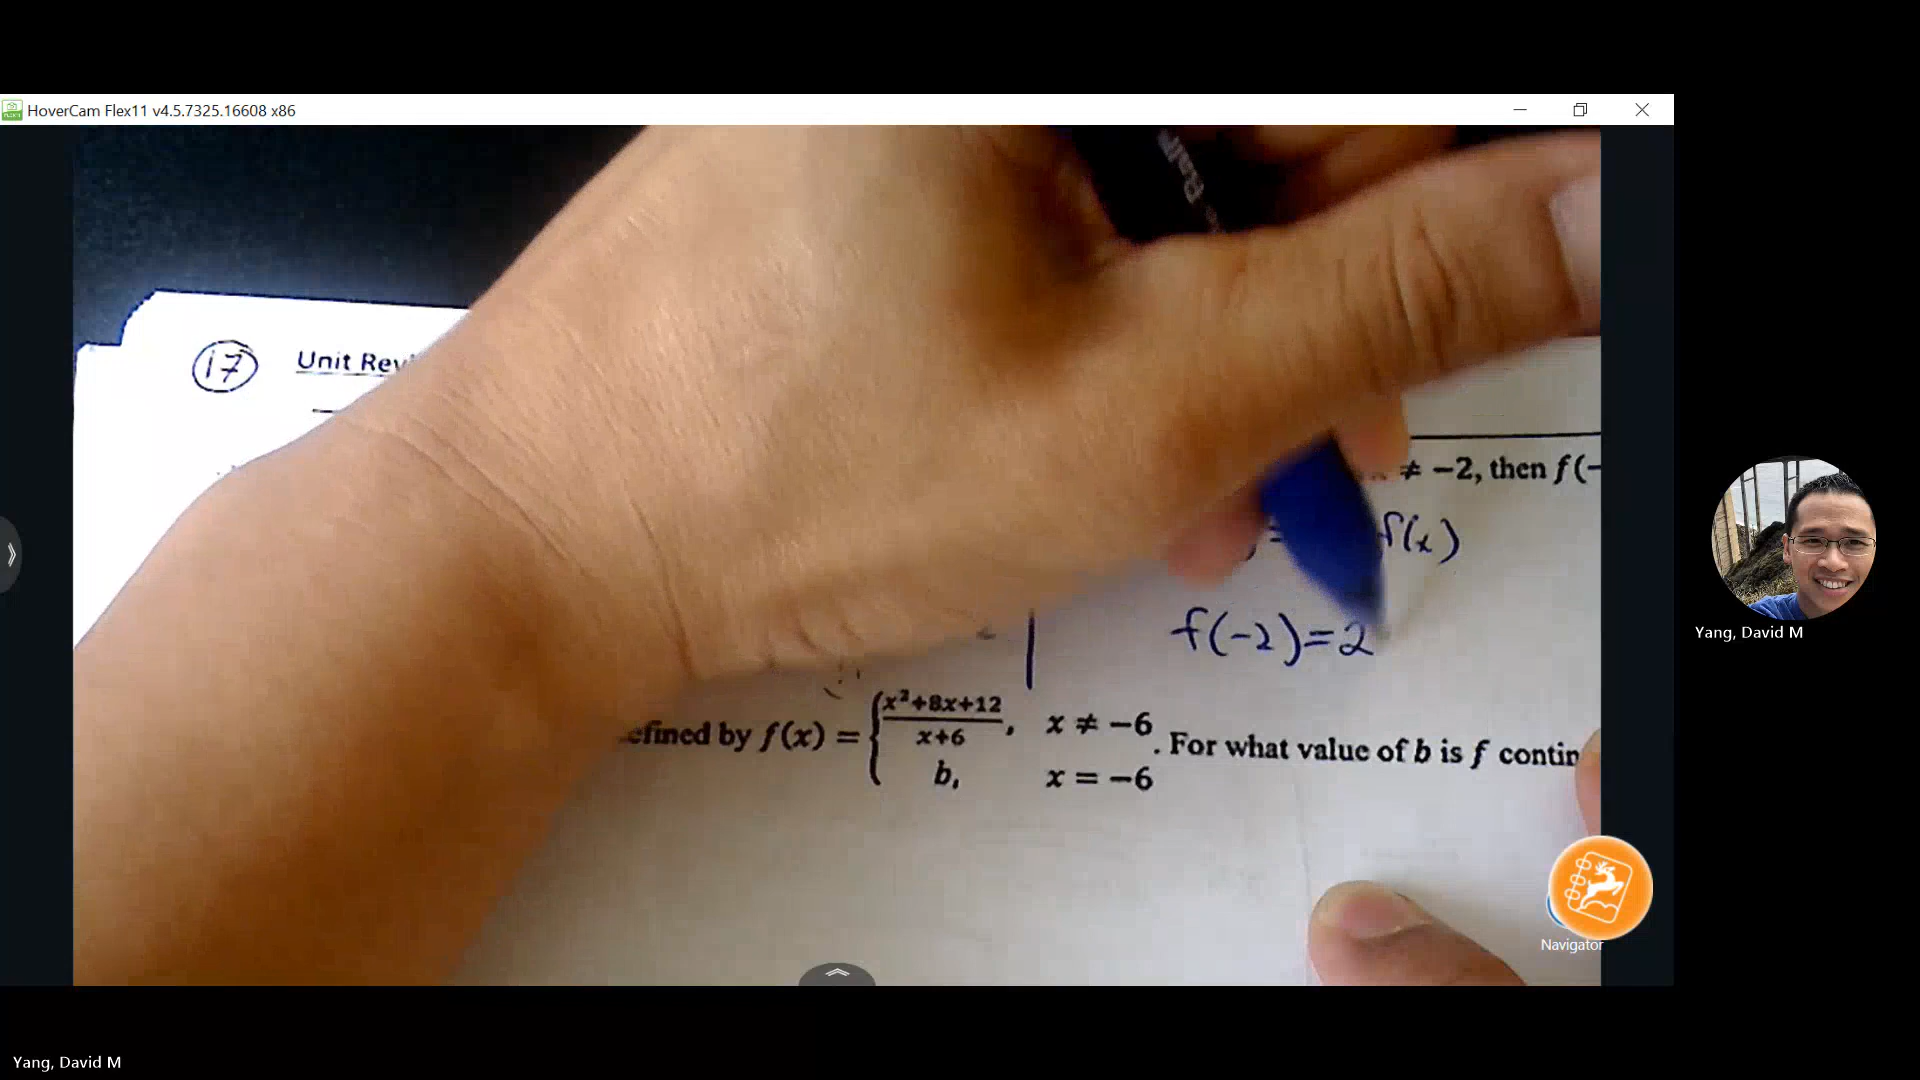 HoverCam Flex11 v4.5.7325.16608 x86
17 Unit Rev
≠ −2, then f(−
= f(x)
f(-2)=2
efined by f(x) = { x²+8x+12 / x+6, x ≠ −6
b, x = −6 . For what value of b is f contin
Navigator
Yang, David M
Yang, David M